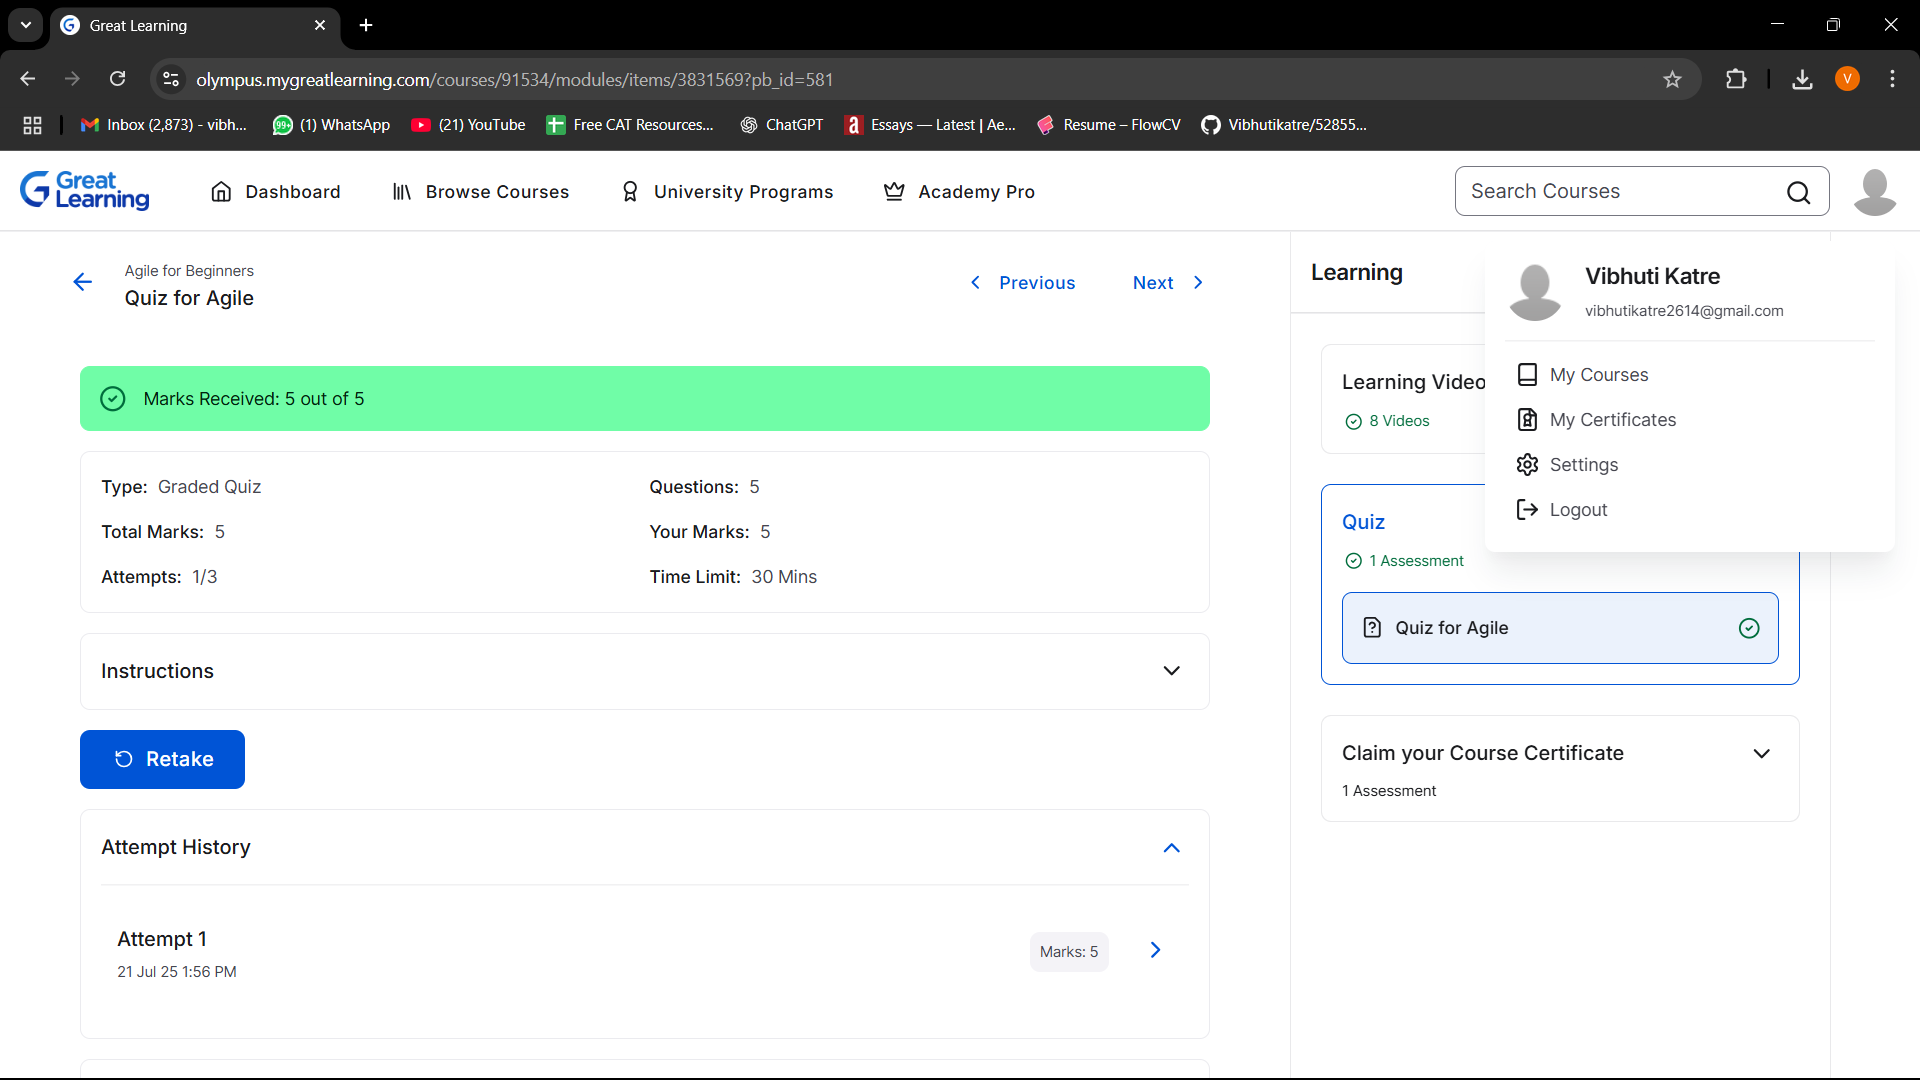 Great Learning
olympus.mygreatlearning.com/courses/91534/modules/items/3831569?pb_id=581
V
Inbox (2,873) - vibh...
99+
(1) WhatsApp
(21) YouTube
Free CAT Resources...
ChatGPT
a
Essays — Latest | Ae...
Resume – FlowCV
Vibhutikatre/52855...
Great
Learning
Dashboard
Browse Courses
University Programs
Academy Pro
Search Courses
Agile for Beginners
Quiz for Agile
Previous
Next
Marks Received: 5 out of 5
Type: Graded Quiz
Questions: 5
Total Marks: 5
Your Marks: 5
Attempts: 1/3
Time Limit: 30 Mins
Instructions
Retake
Attempt History
Attempt 1
21 Jul 25 1:56 PM
Marks: 5
Learning
Learning Video
8 Videos
Quiz
1 Assessment
Quiz for Agile
Claim your Course Certificate
1 Assessment
Vibhuti Katre
vibhutikatre2614@gmail.com
My Courses
My Certificates
Settings
Logout